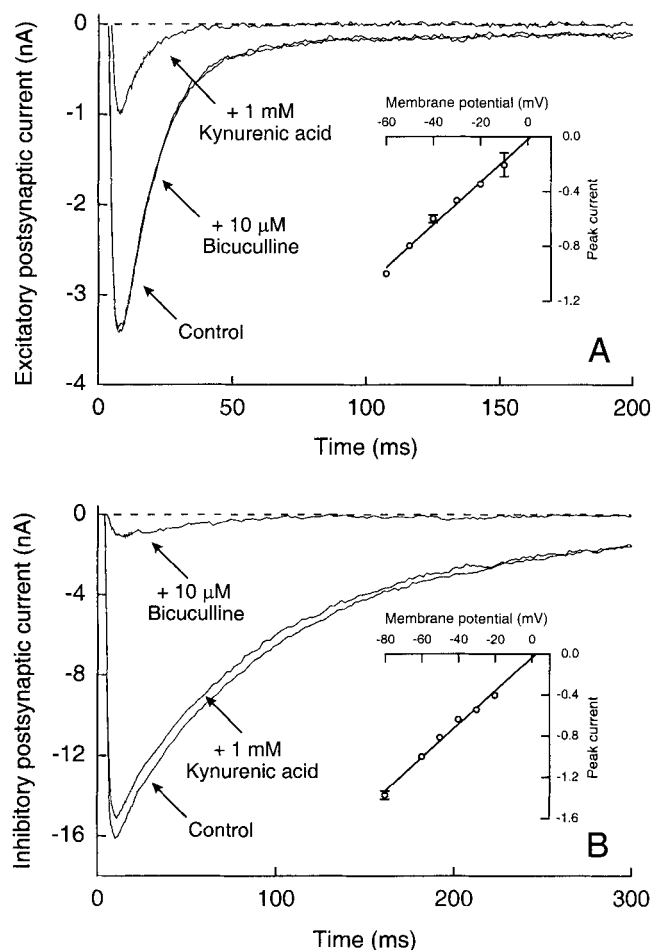 Excitatory postsynaptic current (nA)
0
-1
-2
-3
-4
+ 1 mM
Kynurenic acid
+ 10 μM
Bicuculline
Control
Membrane potential (mV)
-60 -40 -20 0
0.0
-0.4
-0.8
-1.2
Peak current
A
0 50 100 150 200
Time (ms)
Inhibitory postsynaptic current (nA)
0
-4
-8
-12
-16
+ 10 μM
Bicuculline
+ 1 mM
Kynurenic acid
Control
Membrane potential (mV)
-80 -60 -40 -20 0
0.0
-0.4
-0.8
-1.2
-1.6
Peak current
B
0 100 200 300
Time (ms)